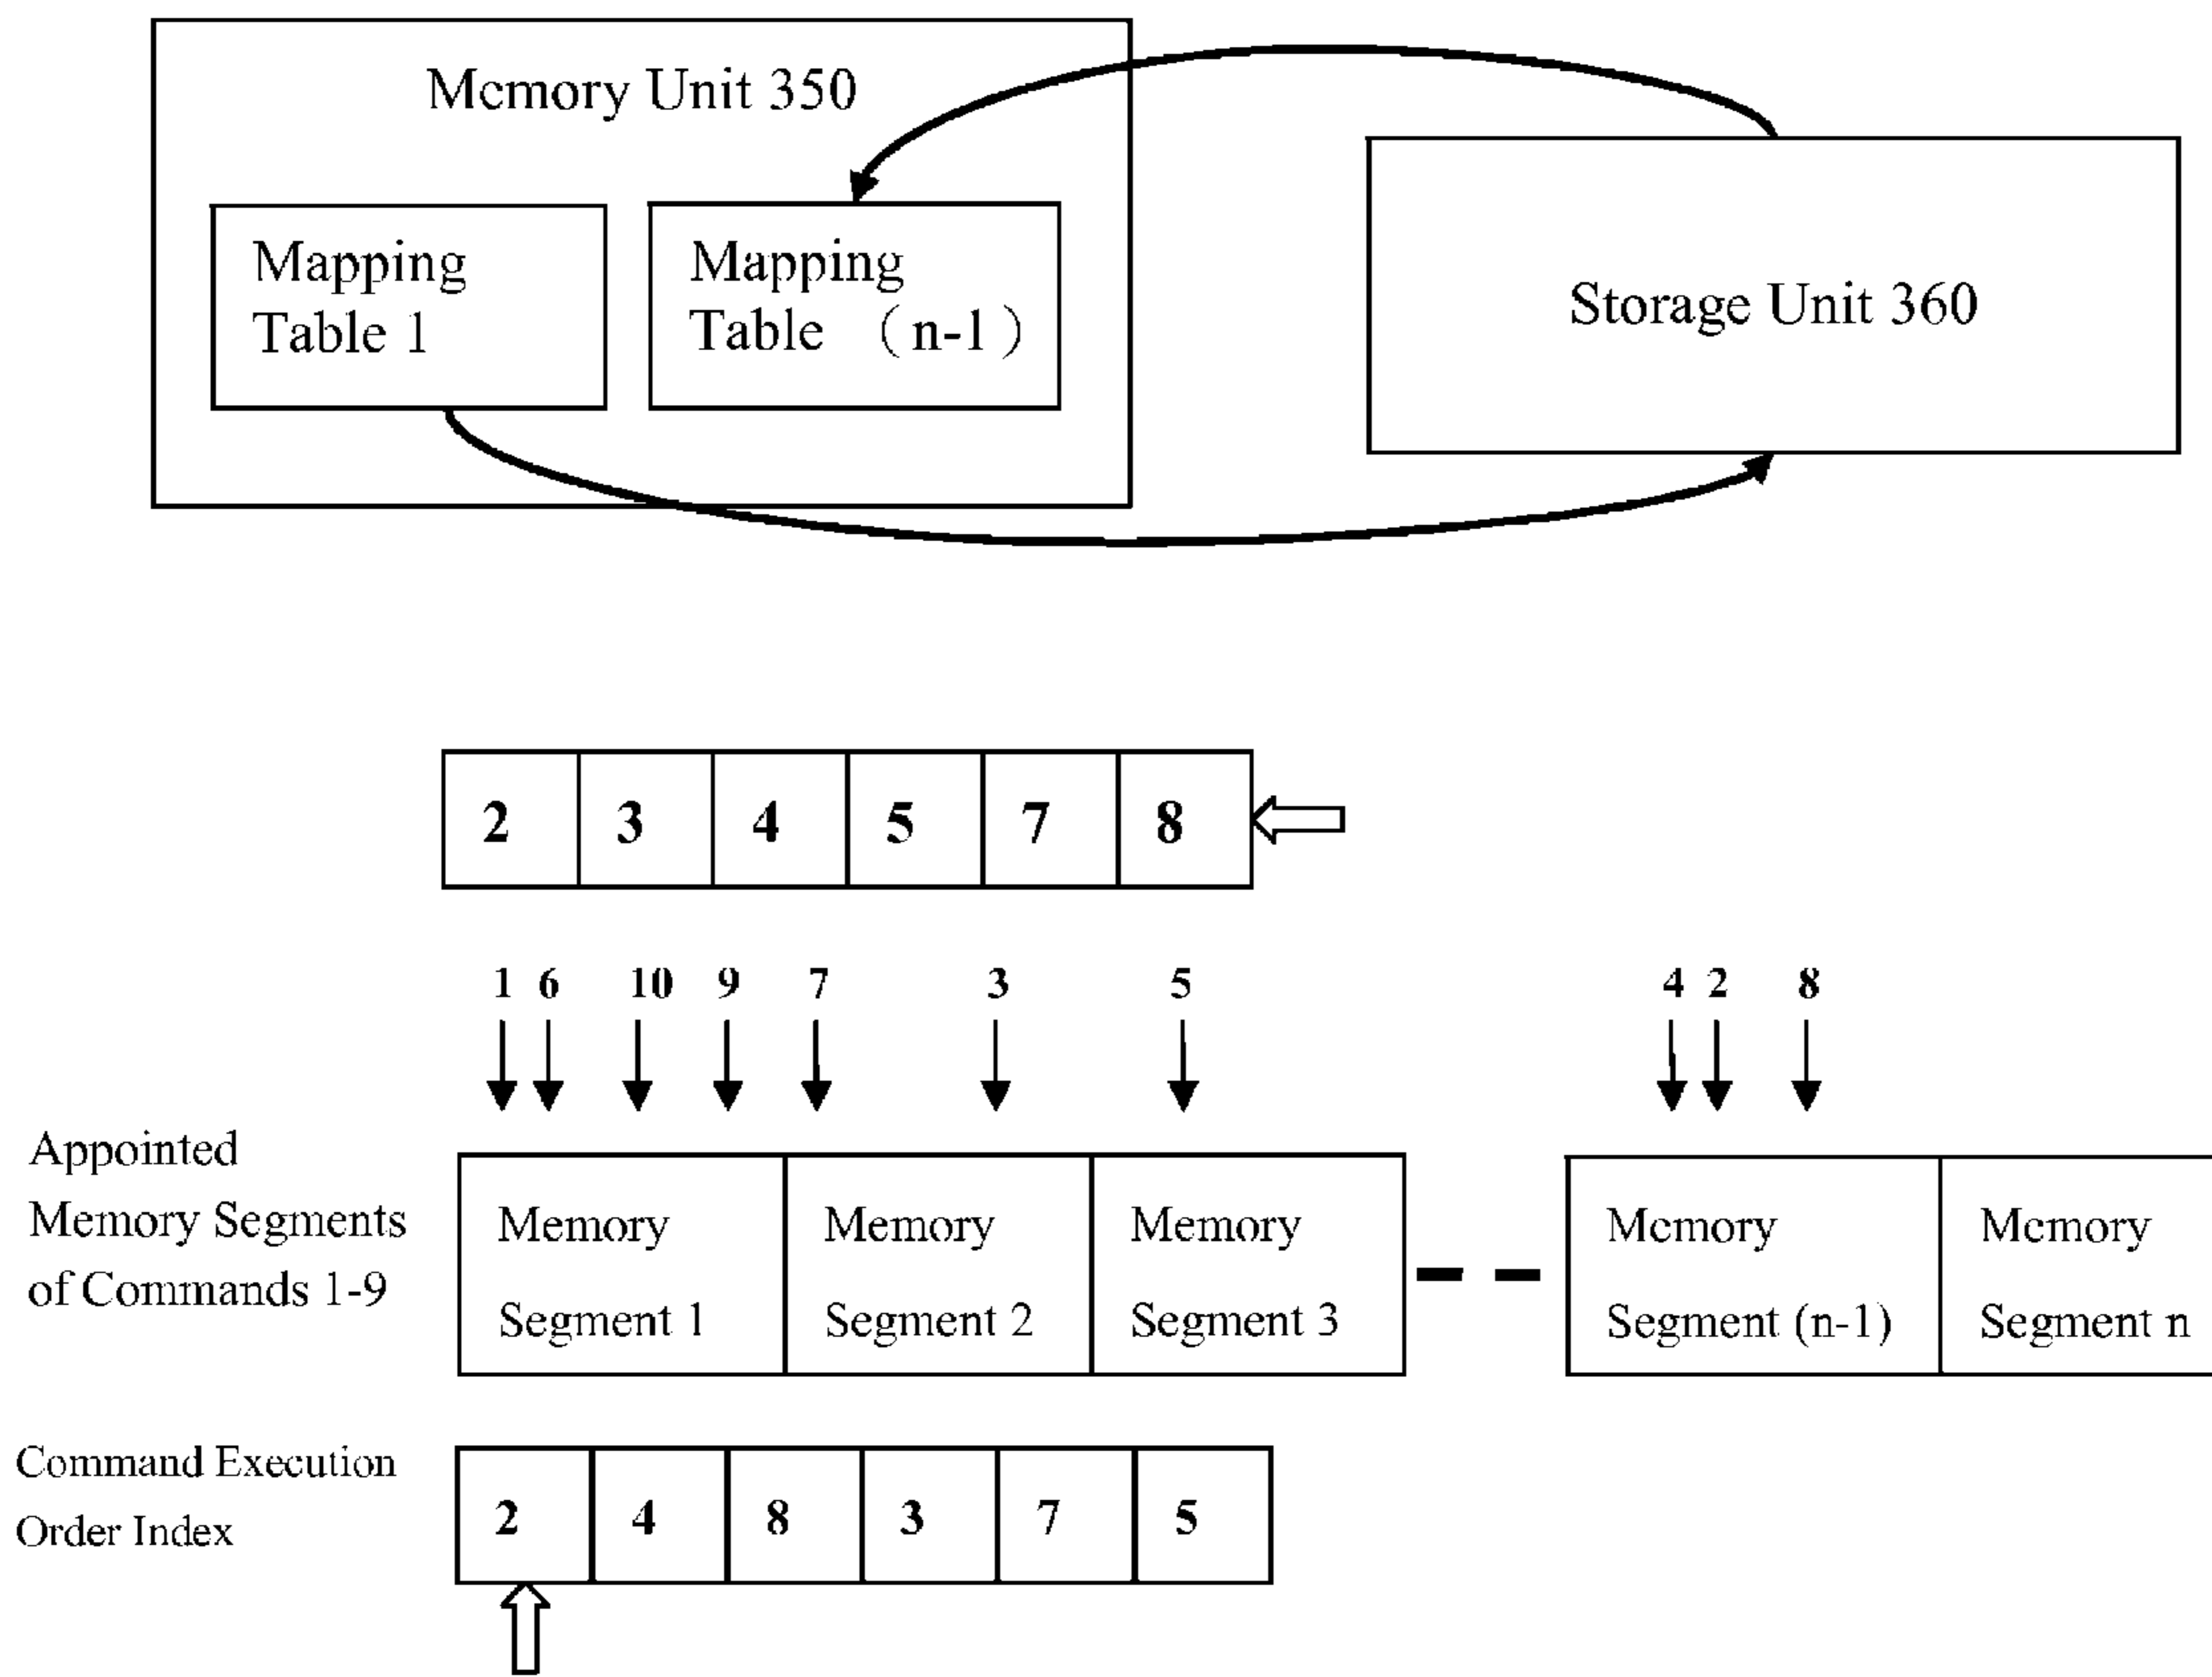 Memory Unit 350
Mapping
Table 1
Mapping
Table （n-1）
Storage Unit 360
2 3 4 5 7 8
1 6 10 9 7 3 5 4 2 8
Appointed
Memory Segments
of Commands 1-9
Memory
Segment 1
Memory
Segment 2
Memory
Segment 3
Memory
Segment (n-1)
Memory
Segment n
Command Execution
Order Index
2 4 8 3 7 5